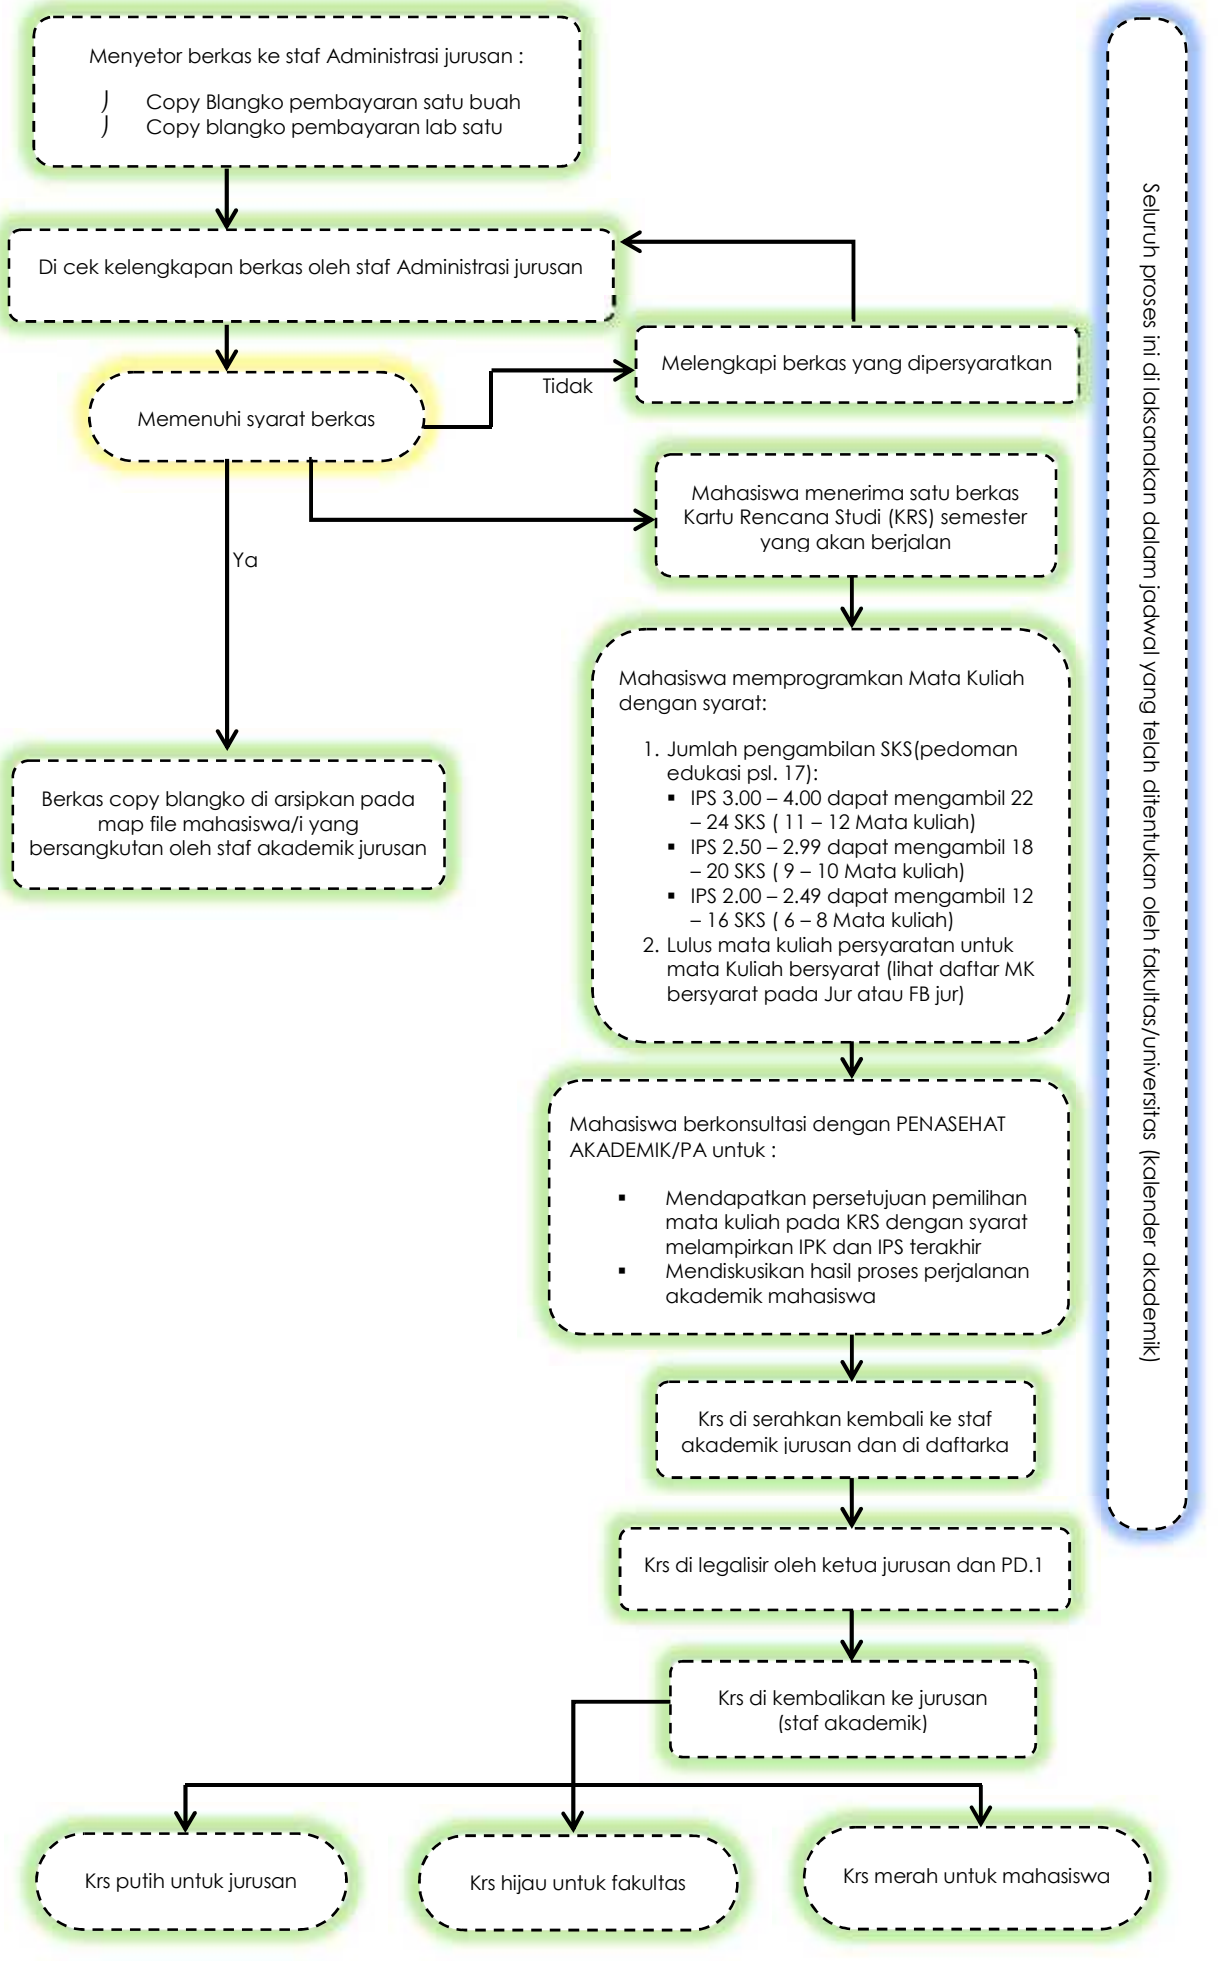 Menyetor berkas ke staf Administrasi jurusan :
) Copy Blangko pembayaran satu buah
) Copy blangko pembayaran lab satu
Di cek kelengkapan berkas oleh staf Administrasi jurusan
Melengkapi berkas yang dipersyaratkan
Tidak
Memenuhi syarat berkas
Mahasiswa menerima satu berkas
Kartu Rencana Studi (KRS) semester
yang akan berjalan
Ya
Mahasiswa memprogramkan Mata Kuliah
dengan syarat:
1. Jumlah pengambilan SKS(pedoman
edukasi psl. 17):
▪ IPS 3.00 – 4.00 dapat mengambil 22
– 24 SKS ( 11 – 12 Mata kuliah)
▪ IPS 2.50 – 2.99 dapat mengambil 18
– 20 SKS ( 9 – 10 Mata kuliah)
▪ IPS 2.00 – 2.49 dapat mengambil 12
– 16 SKS ( 6 – 8 Mata kuliah)
2. Lulus mata kuliah persyaratan untuk
mata Kuliah bersyarat (lihat daftar MK
bersyarat pada Jur atau FB jur)
Berkas copy blangko di arsipkan pada
map file mahasiswa/i yang
bersangkutan oleh staf akademik jurusan
Mahasiswa berkonsultasi dengan PENASEHAT
AKADEMIK/PA untuk :
▪ Mendapatkan persetujuan pemilihan
mata kuliah pada KRS dengan syarat
melampirkan IPK dan IPS terakhir
▪ Mendiskusikan hasil proses perjalanan
akademik mahasiswa
Krs di serahkan kembali ke staf
akademik jurusan dan di daftarka
Krs di legalisir oleh ketua jurusan dan PD.1
Krs di kembalikan ke jurusan
(staf akademik)
Krs putih untuk jurusan
Krs hijau untuk fakultas
Krs merah untuk mahasiswa
Seluruh proses ini di laksanakan dalam jadwal yang telah ditentukan oleh fakultas/universitas (kalender akademik)